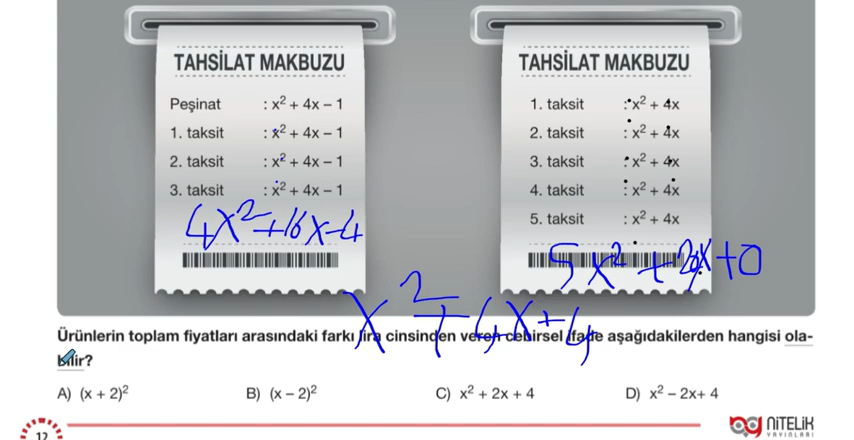 TAHSİLAT MAKBUZU
Peşinat : x² + 4x – 1
1. taksit : x² + 4x – 1
2. taksit : x² + 4x – 1
3. taksit : x² + 4x – 1
4x²+16x-4
TAHSİLAT MAKBUZU
1. taksit : x² + 4x
2. taksit : x² + 4x
3. taksit : x² + 4x
4. taksit : x² + 4x
5. taksit : x² + 4x
5x²+20x+0
x²+4x+4
Ürünlerin toplam fiyatları arasındaki farkı lira cinsinden veren cebirsel ifade aşağıdakilerden hangisi ola-
bilir?
A) (x + 2)²
B) (x – 2)²
C) x² + 2x + 4
D) x² – 2x+ 4
12
NİTELİK
YAYINLARI